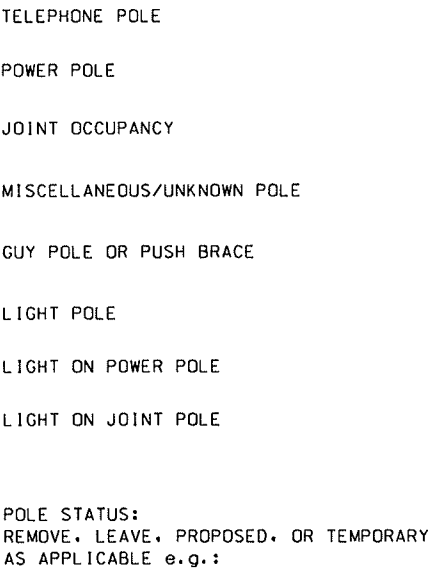 TELEPHONE POLE
POWER POLE
JOINT OCCUPANCY
MISCELLANEOUS/UNKNOWN POLE
GUY POLE OR PUSH BRACE
LIGHT POLE
LIGHT ON POWER POLE
LIGHT ON JOINT POLE
POLE STATUS:
REMOVE. LEAVE. PROPOSED. OR TEMPORARY
AS APPLICABLE e.g.: